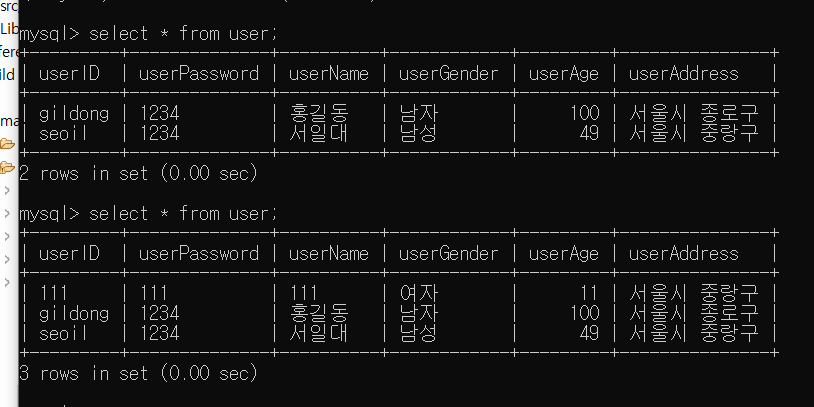 src
Lib
fere
ild
ma
mysql> select * from user;
| userID | userPassword | userName | userGender | userAge | userAddress |
| gildong | 1234 | 홍길동 | 남자 | 100 | 서울시 종로구 |
| seoil | 1234 | 서일대 | 남성 | 49 | 서울시 중랑구 |
2 rows in set (0.00 sec)
mysql> select * from user;
| userID | userPassword | userName | userGender | userAge | userAddress |
| 111 | 111 | 111 | 여자 | 11 | 서울시 중랑구 |
| gildong | 1234 | 홍길동 | 남자 | 100 | 서울시 종로구 |
| seoil | 1234 | 서일대 | 남성 | 49 | 서울시 중랑구 |
3 rows in set (0.00 sec)